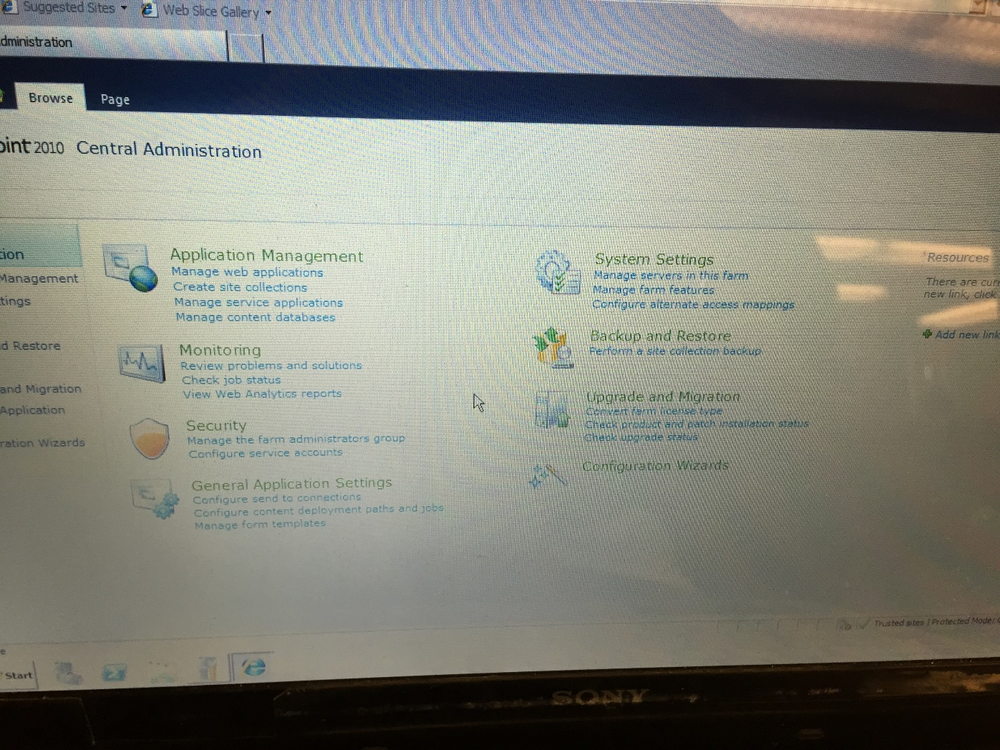 Suggested Sites Web Slice Gallery
dministration
Browse Page
oint 2010 Central Administration
tion
Management
tings
d Restore
and Migration
Application
ration Wizards
Application Management
Manage web applications
Create site collections
Manage service applications
Manage content databases
Monitoring
Review problems and solutions
Check job status
View Web Analytics reports
Security
Manage the farm administrators group
Configure service accounts
General Application Settings
Configure send to connections
Configure content deployment paths and jobs
Manage form templates
System Settings
Manage servers in this farm
Manage farm features
Configure alternate access mappings
Backup and Restore
Perform a site collection backup
Upgrade and Migration
Convert farm license type
Check product and patch installation status
Check upgrade status
Configuration Wizards
Resources
There are cur
new link, click
Add new link
e
Trusted sites | Protected Mode:
Start
SONY